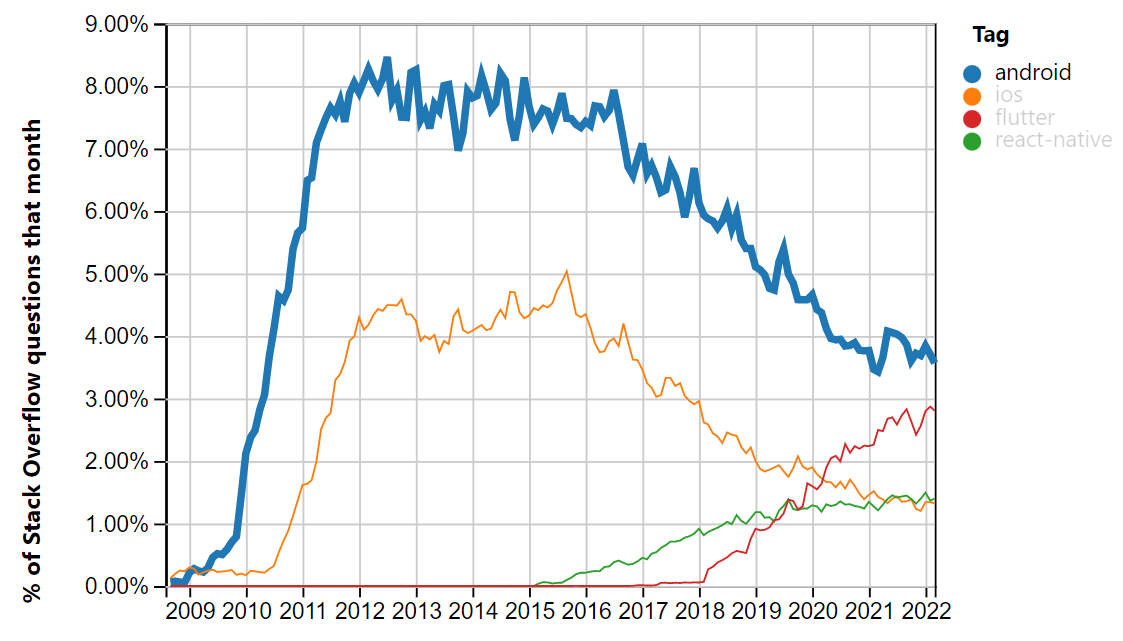 % of Stack Overflow questions that month
9.00%
8.00%
7.00%
6.00%
5.00%
4.00%
3.00%
2.00%
1.00%
0.00%
2009 2010 2011 2012 2013 2014 2015 2016 2017 2018 2019 2020 2021 2022
Tag
android
ios
flutter
react-native